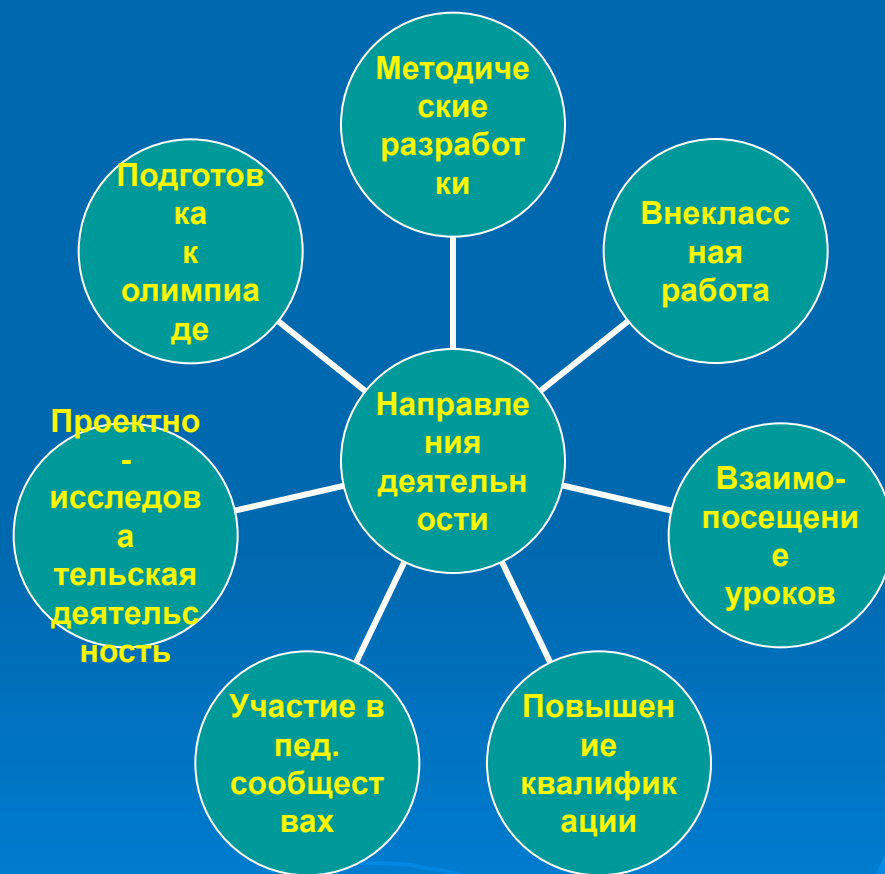 Методиче
ские
разработ
ки
Подготов
ка
к
олимпиа
де
Внекласс
ная
работа
Направле
ния
деятельн
ости
Проектно
-
исследов
а
тельская
деятельс
ность
Взаимо-
посещени
е
уроков
Участие в
пед.
сообщест
вах
Повышен
ие
квалифик
ации